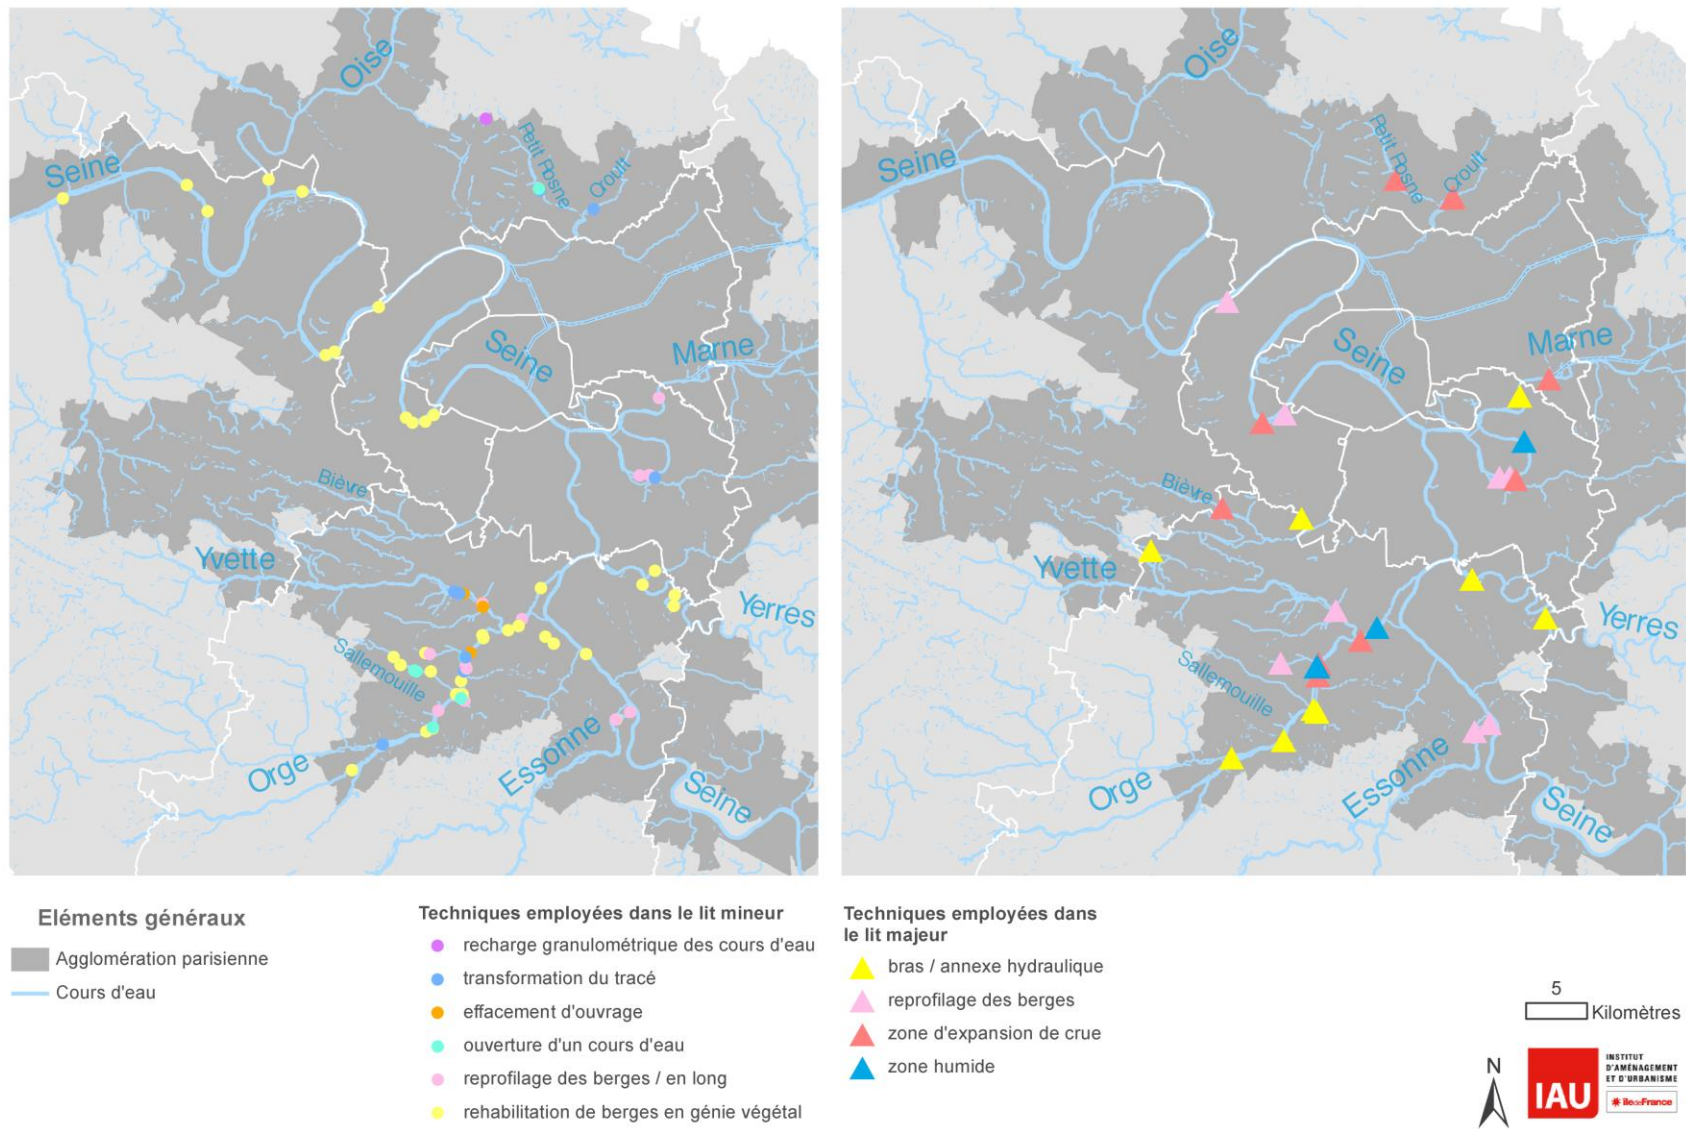 Oise
Seine
Petit Rosne
Croult
Seine
Marne
Bièvre
Yvette
Yerres
Sallemouille
Orge
Essonne
Seine
Oise
Seine
Petit Rosne
Croult
Seine
Marne
Bièvre
Yvette
Yerres
Sallemouille
Orge
Essonne
Seine
Eléments généraux
Agglomération parisienne
Cours d'eau
Techniques employées dans le lit mineur
recharge granulométrique des cours d'eau
transformation du tracé
effacement d'ouvrage
ouverture d'un cours d'eau
reprofilage des berges / en long
rehabilitation de berges en génie végétal
Techniques employées dans
le lit majeur
bras / annexe hydraulique
reprofilage des berges
zone d'expansion de crue
zone humide
5
Kilomètres
N
IAU
INSTITUT
D'AMÉNAGEMENT
ET D'URBANISME
îledeFrance